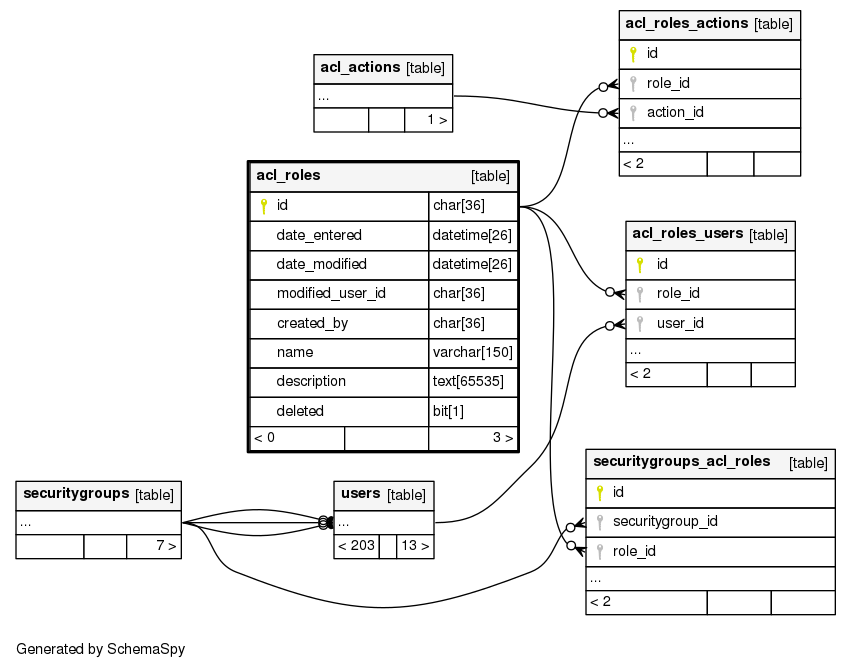 acl_roles_actions [table]
id
role_id
action_id
...
< 2
acl_actions [table]
...
1 >
acl_roles [table]
id char[36]
date_entered datetime[26]
date_modified datetime[26]
modified_user_id char[36]
created_by char[36]
name varchar[150]
description text[65535]
deleted bit[1]
< 0 3 >
acl_roles_users [table]
id
role_id
user_id
...
< 2
securitygroups_acl_roles [table]
id
securitygroup_id
role_id
...
< 2
securitygroups [table]
...
7 >
users [table]
...
< 203 13 >
Generated by SchemaSpy